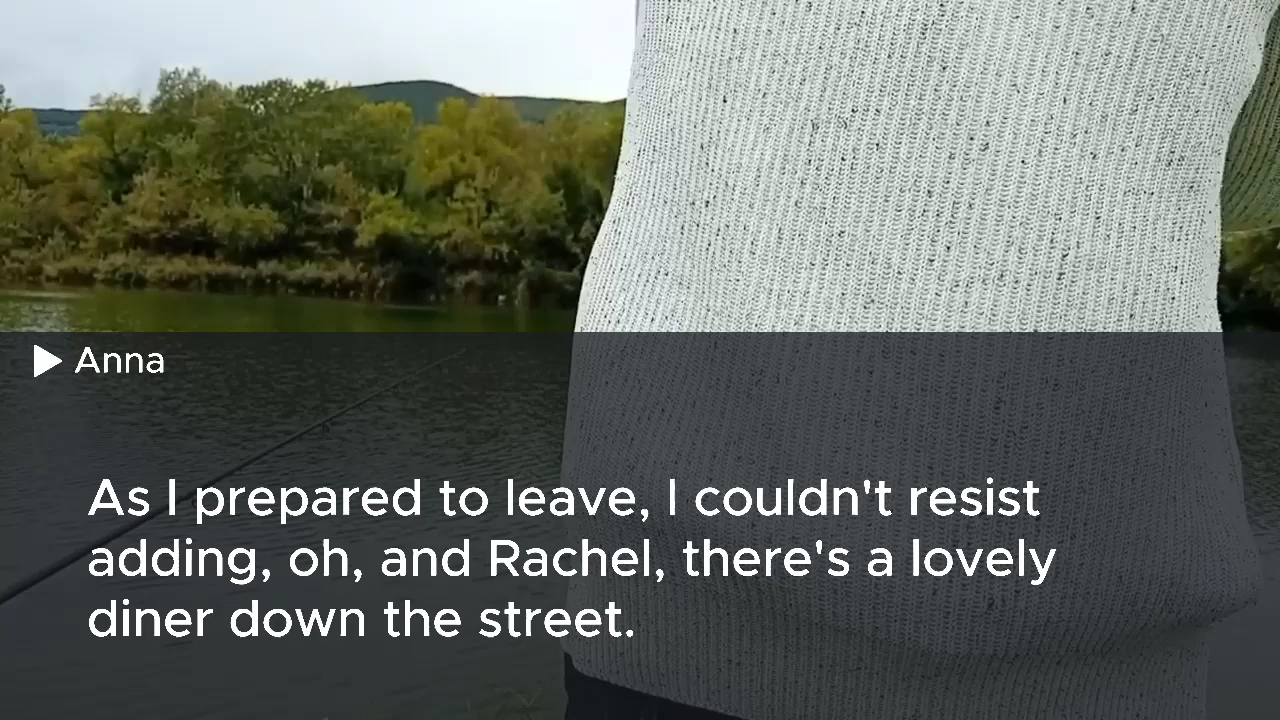 Anna
As I prepared to leave, I couldn't resist
adding, oh, and Rachel, there's a lovely
diner down the street.